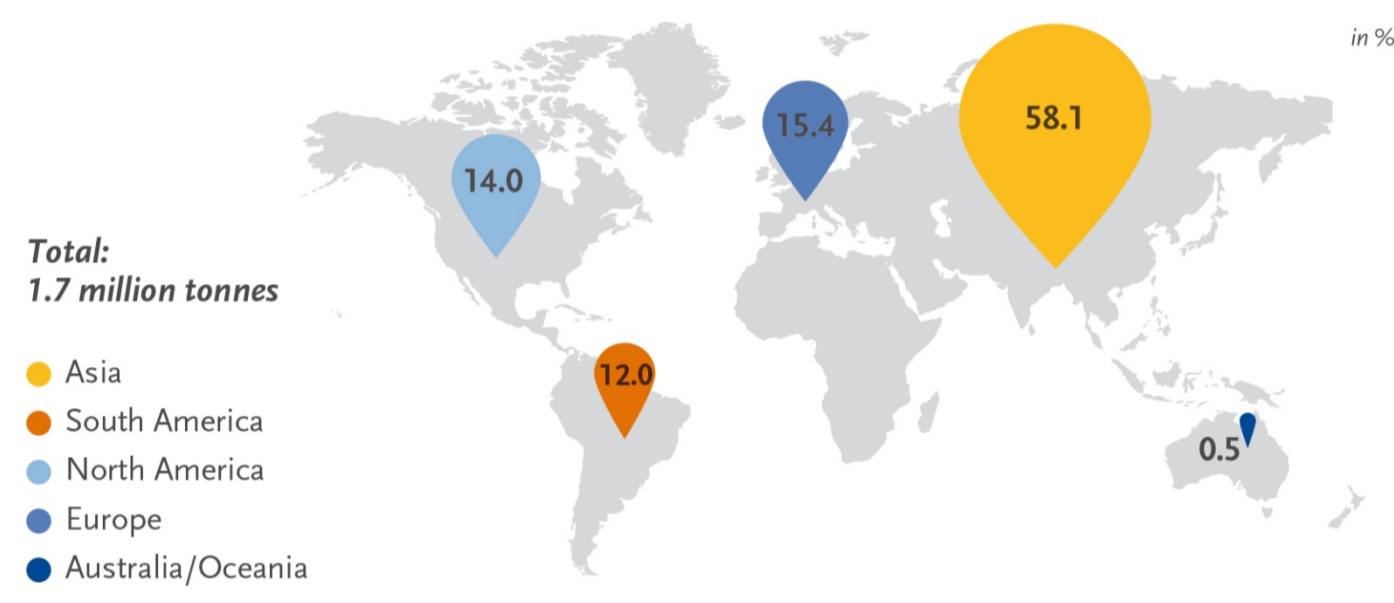 in %
58.1
15.4
14.0
Total:
1.7 million tonnes
12.0
Asia
South America
0.5
North America
Europe
Australia/Oceania